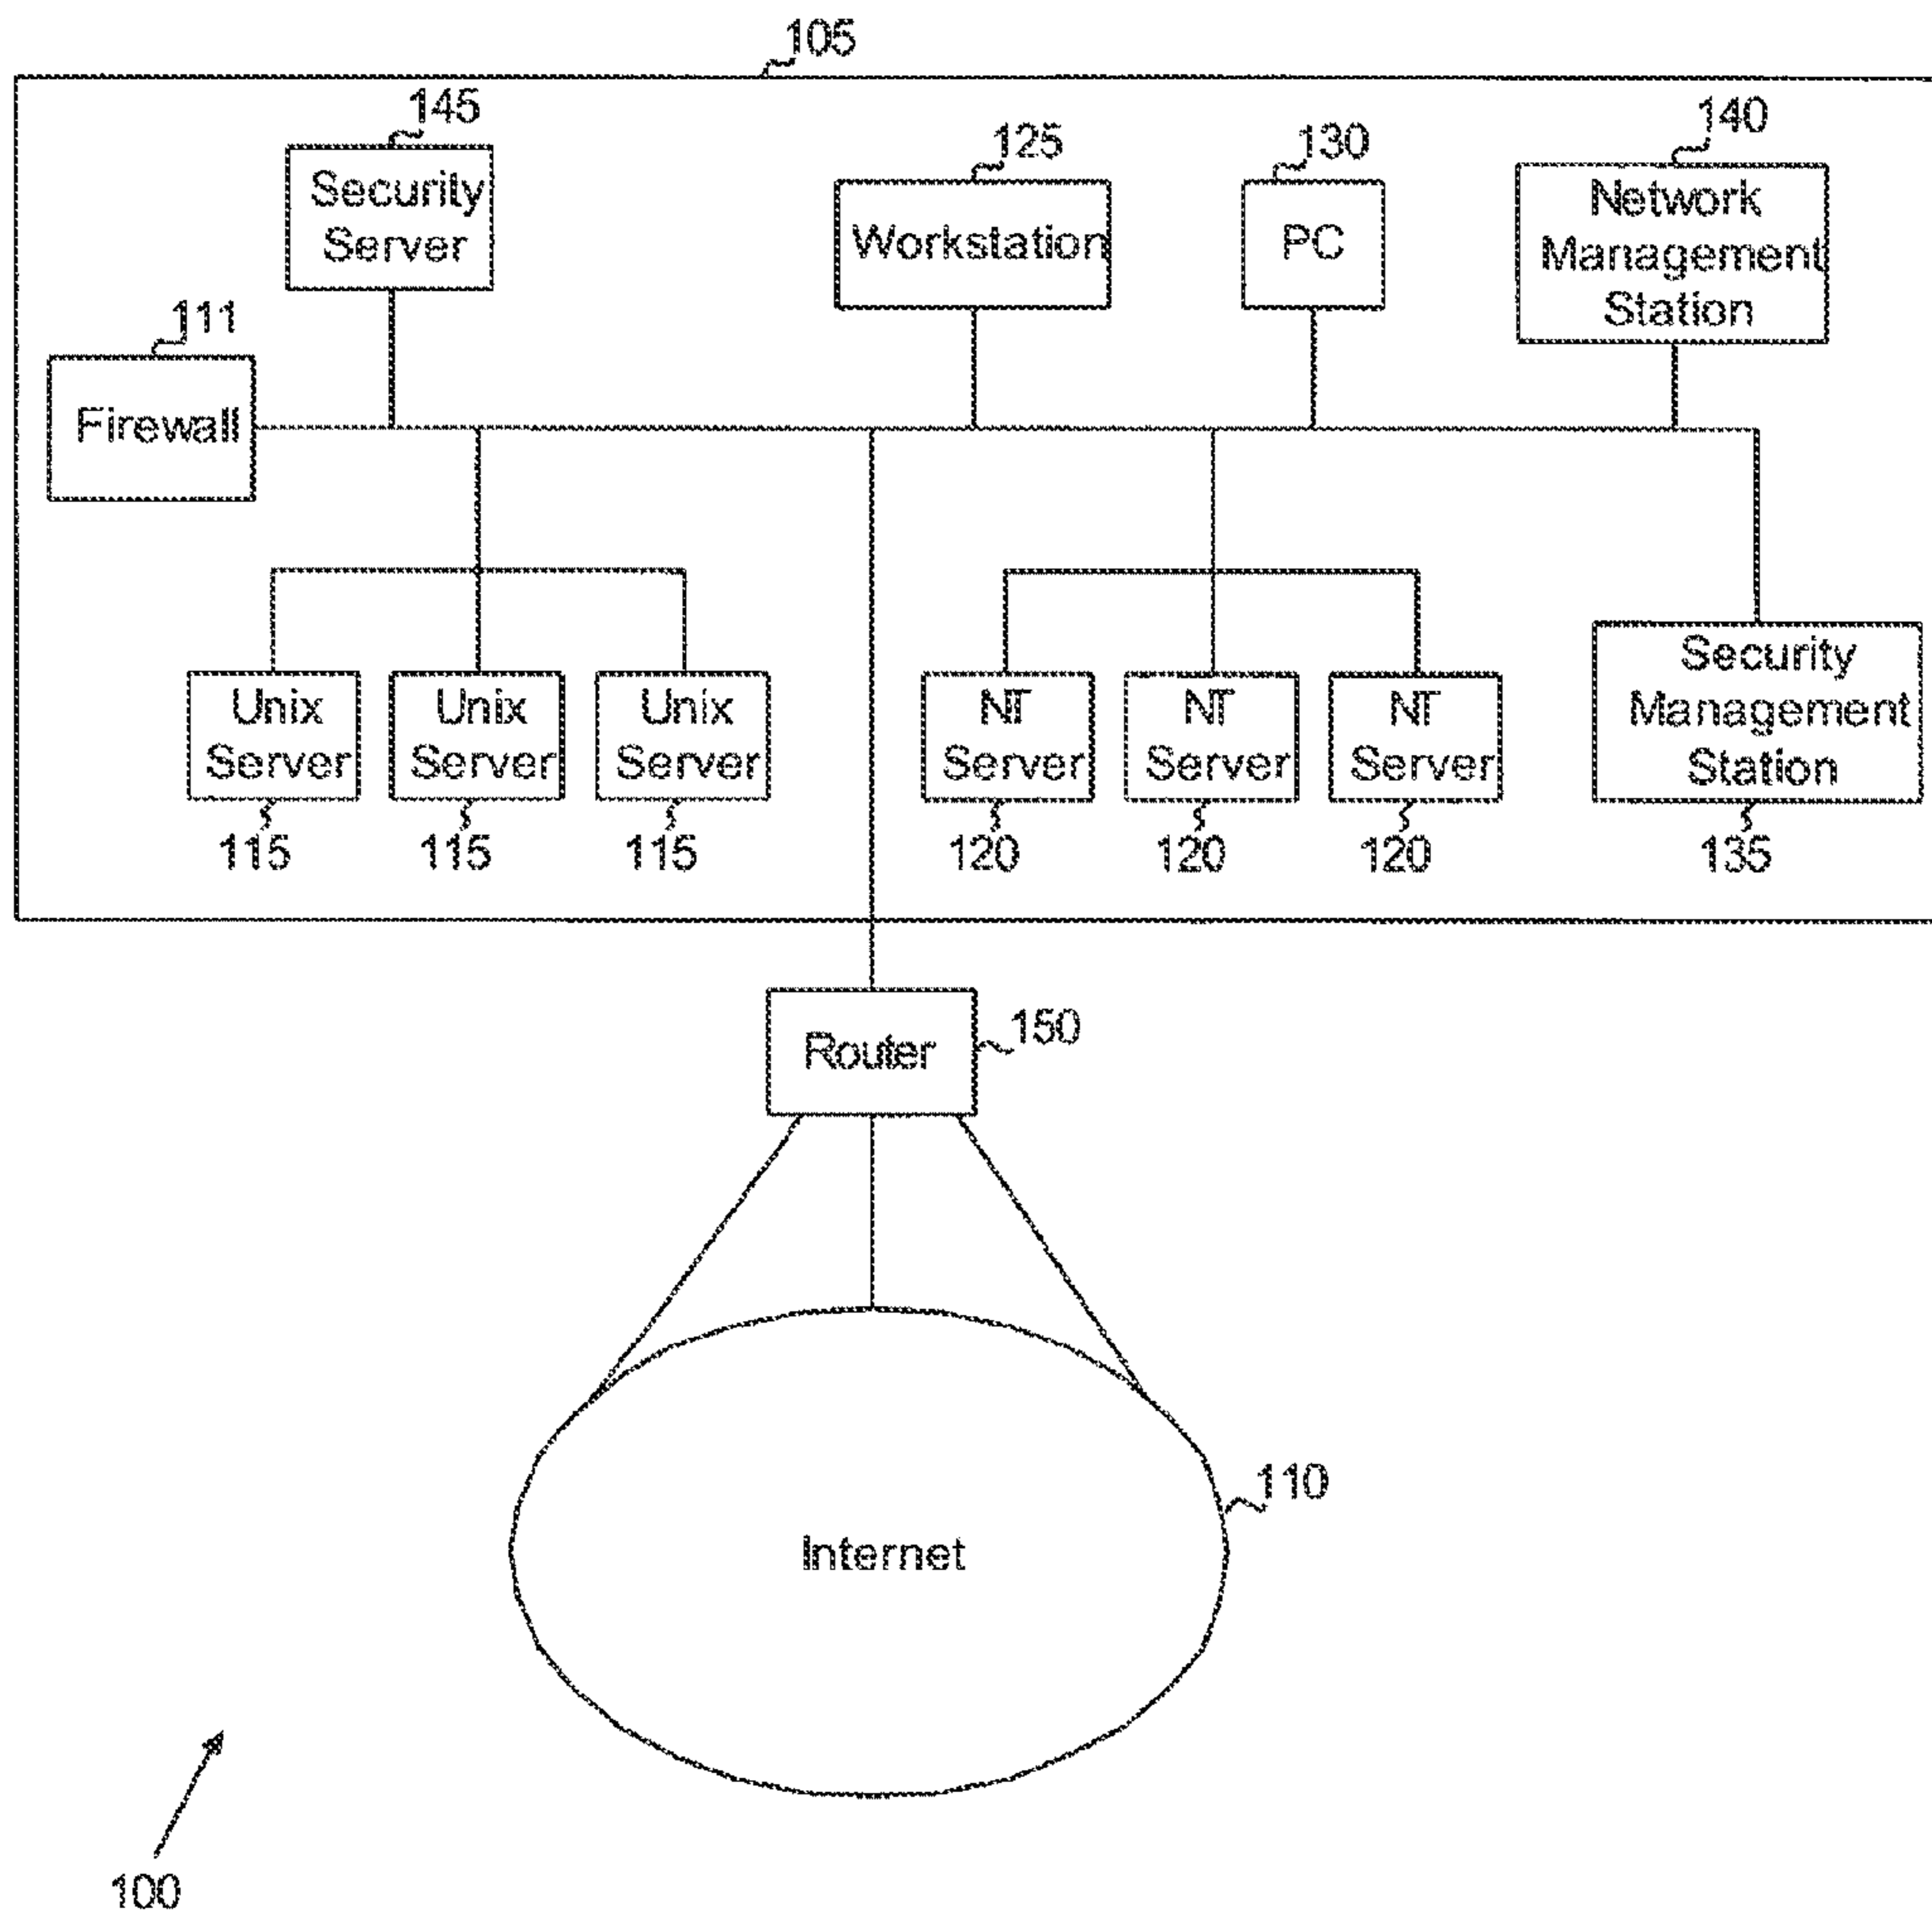 105
145
Security
Server
125
Workstation
130
PC
140
Network
Management
Station
111
Firewall
Unix
Server
115
Unix
Server
115
Unix
Server
115
NT
Server
120
NT
Server
120
NT
Server
120
Security
Management
Station
135
Router
150
110
Internet
100